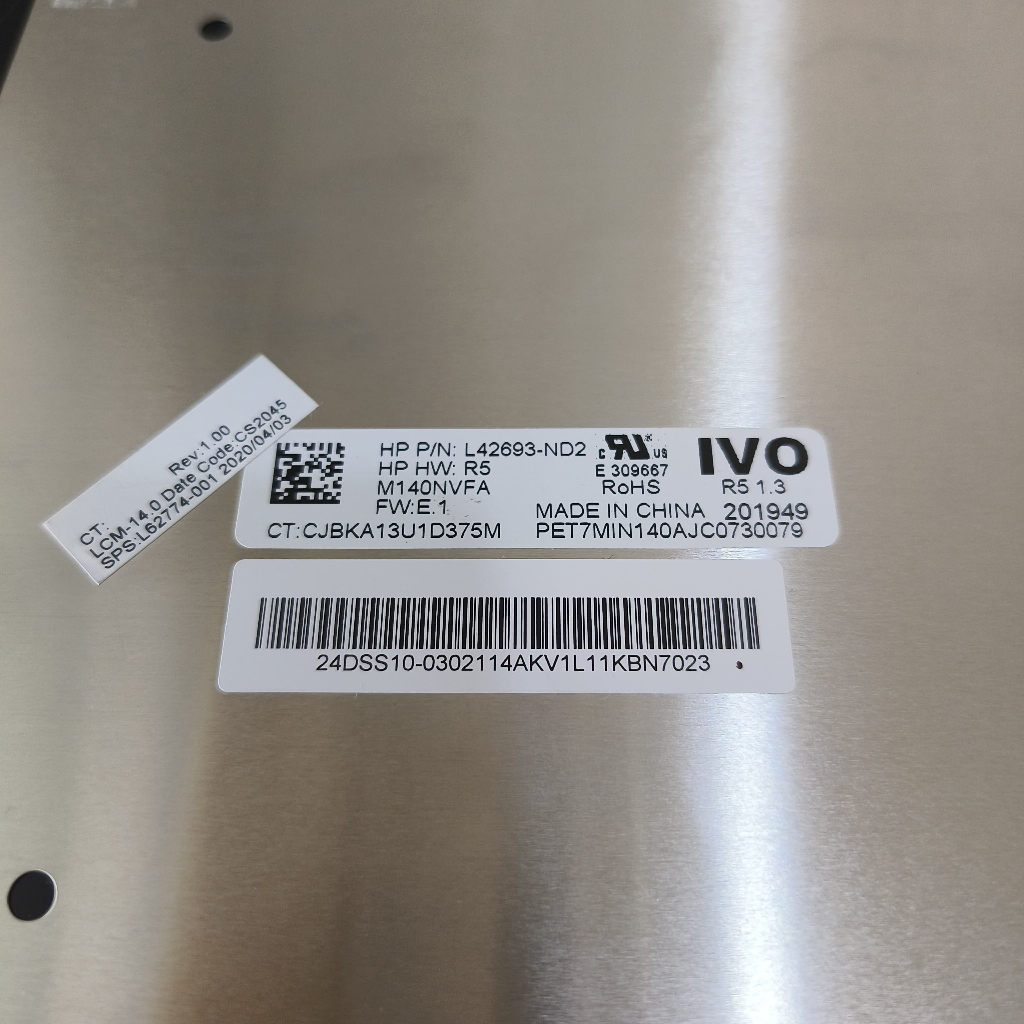 Rev:1.00
CT:
LCM-14.0 Date Code:CS2045
SPS:L62774-001 2020/04/03
HP P/N: L42693-ND2
HP HW: R5
M140NVFA
FW:E.1
CT:CJBKA13U1D375M
c RU US
E 309667
RoHS
IVO
R5 1.3
MADE IN CHINA 201949
PET7MIN140AJC0730079
24DSS10-0302114AKV1L11KBN7023